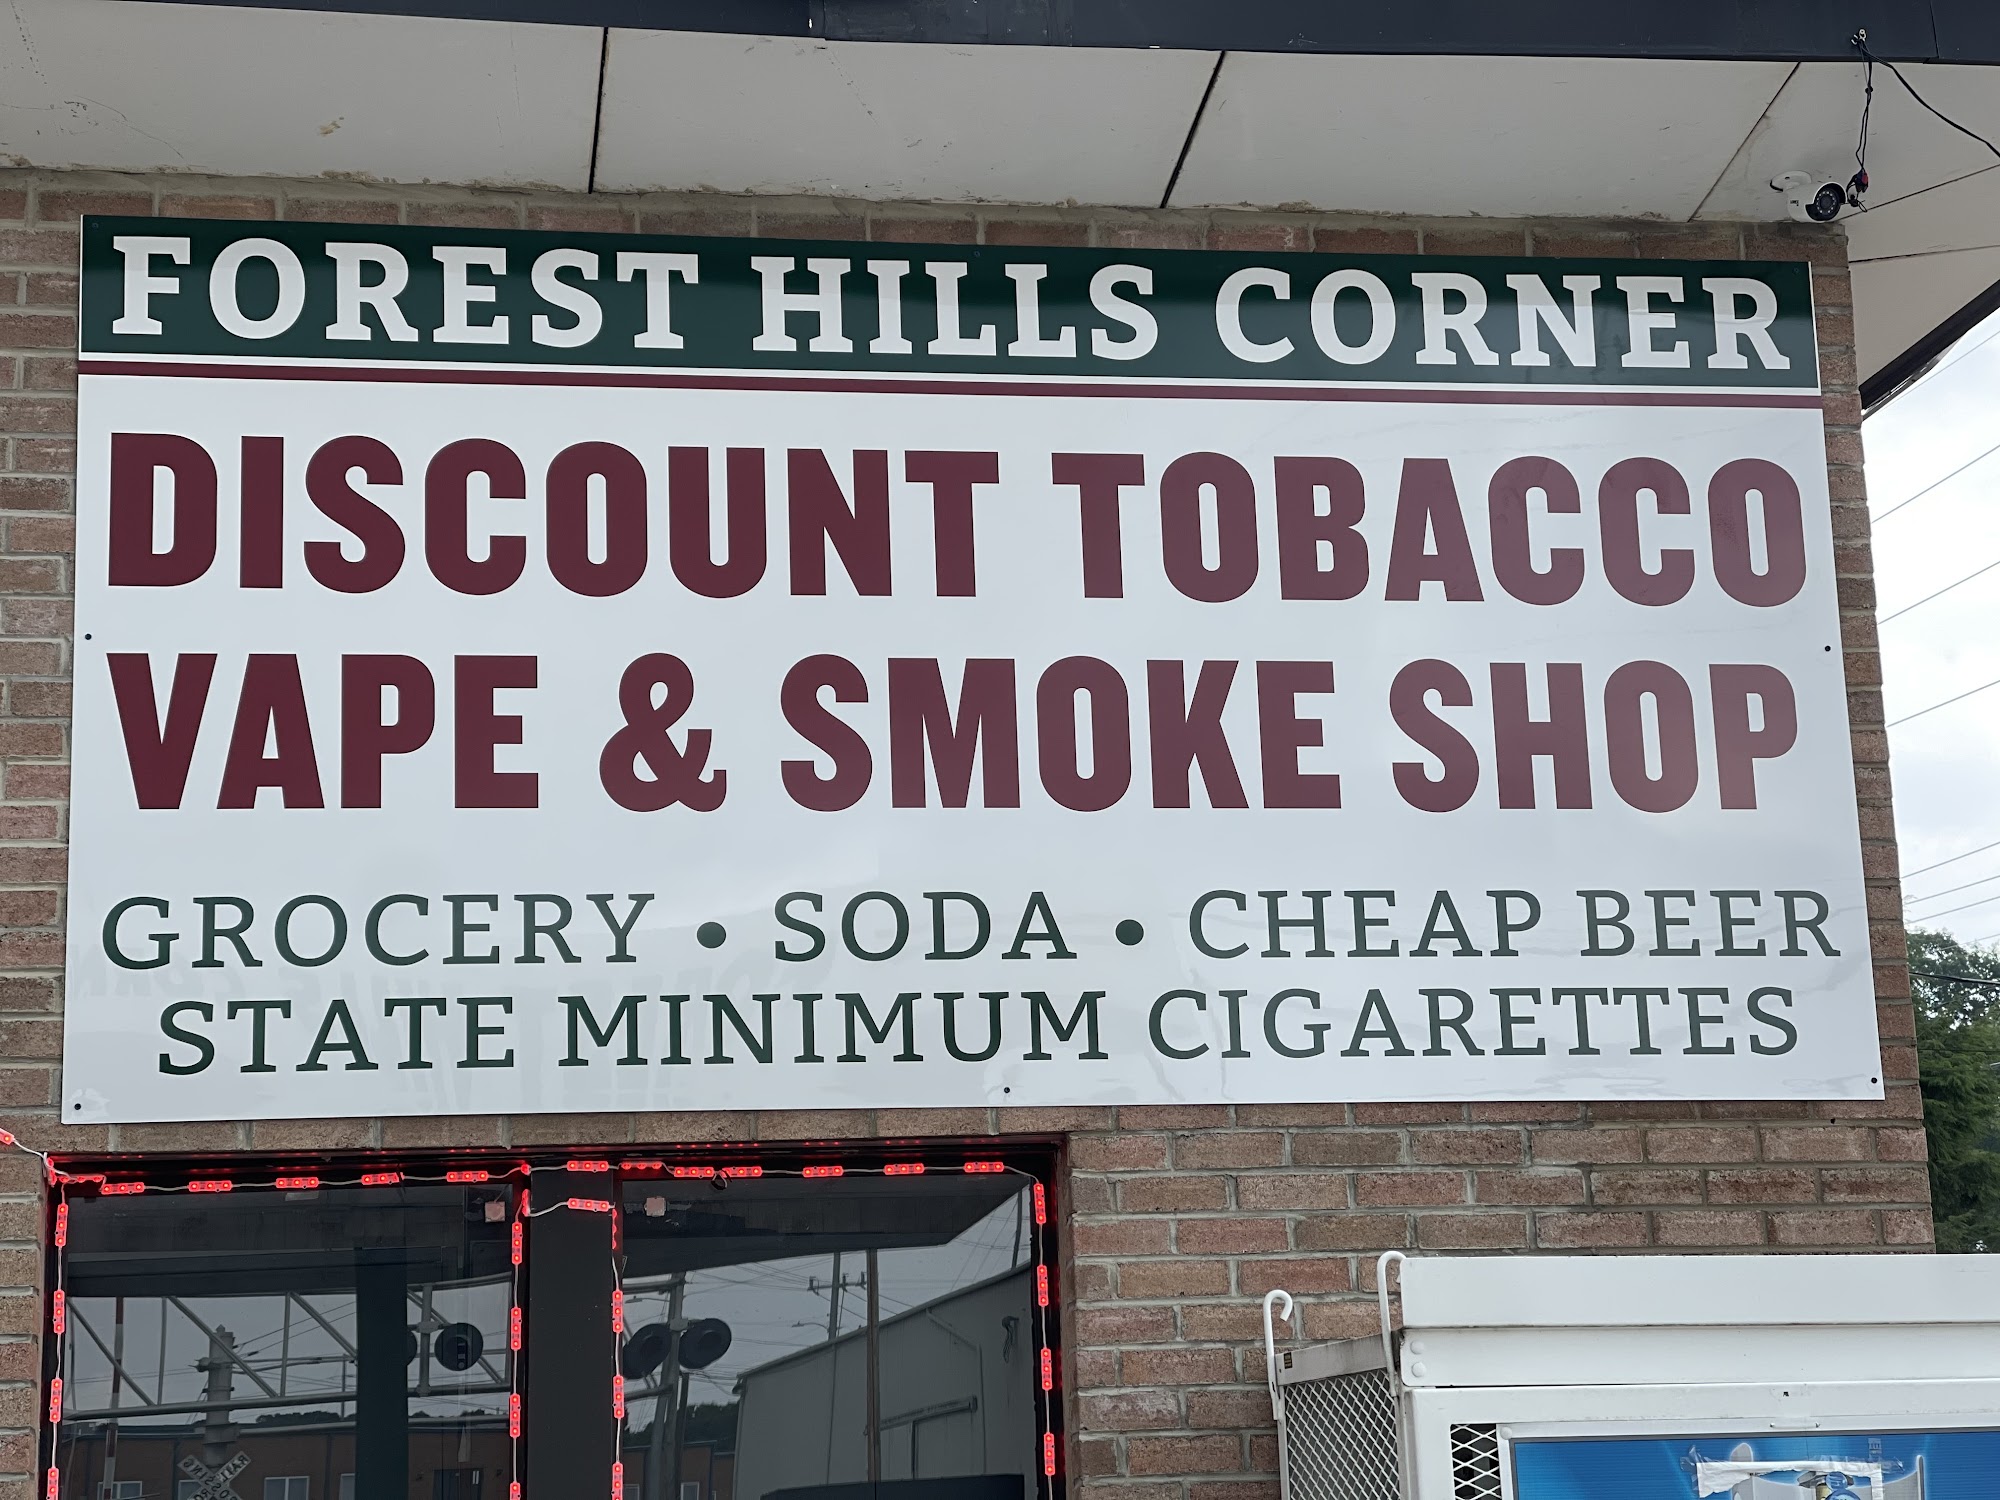 FOREST HILLS CORNER
DISCOUNT TOBACCO
VAPE & SMOKE SHOP
GROCERY • SODA • CHEAP BEER
STATE MINIMUM CIGARETTES